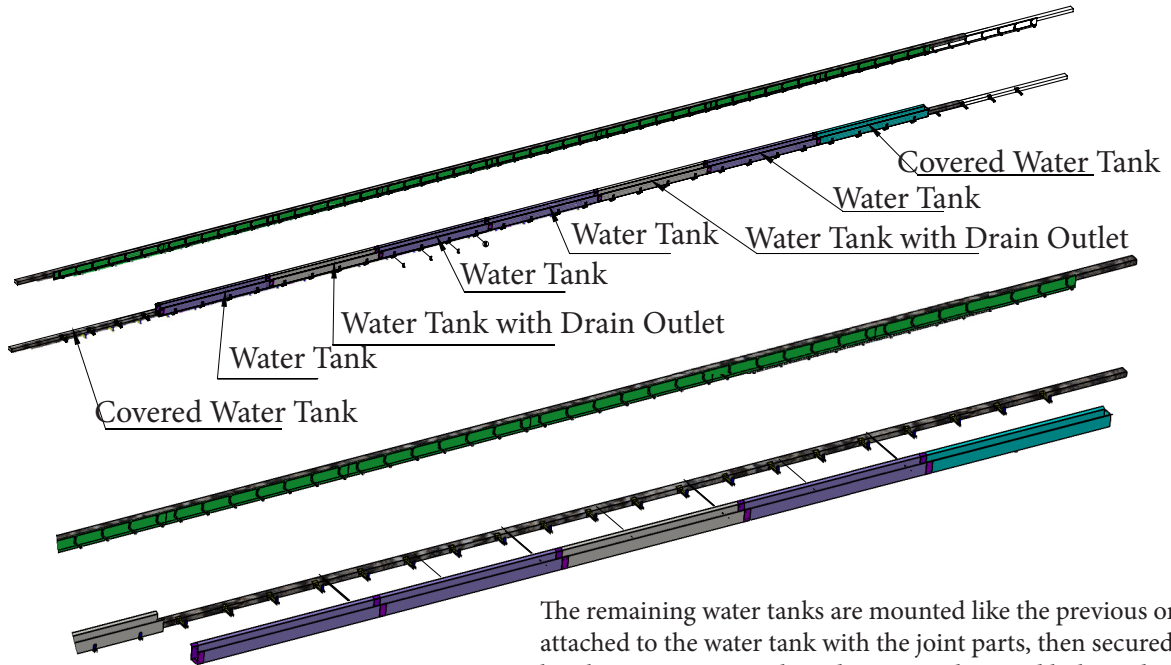 Covered Water Tank
Water Tank
Water Tank with Drain Outlet
Water Tank
Water Tank
Water Tank with Drain Outlet
Water Tank
Covered Water Tank
The remaining water tanks are mounted like the previous
attached to the water tank with the joint parts, then secured